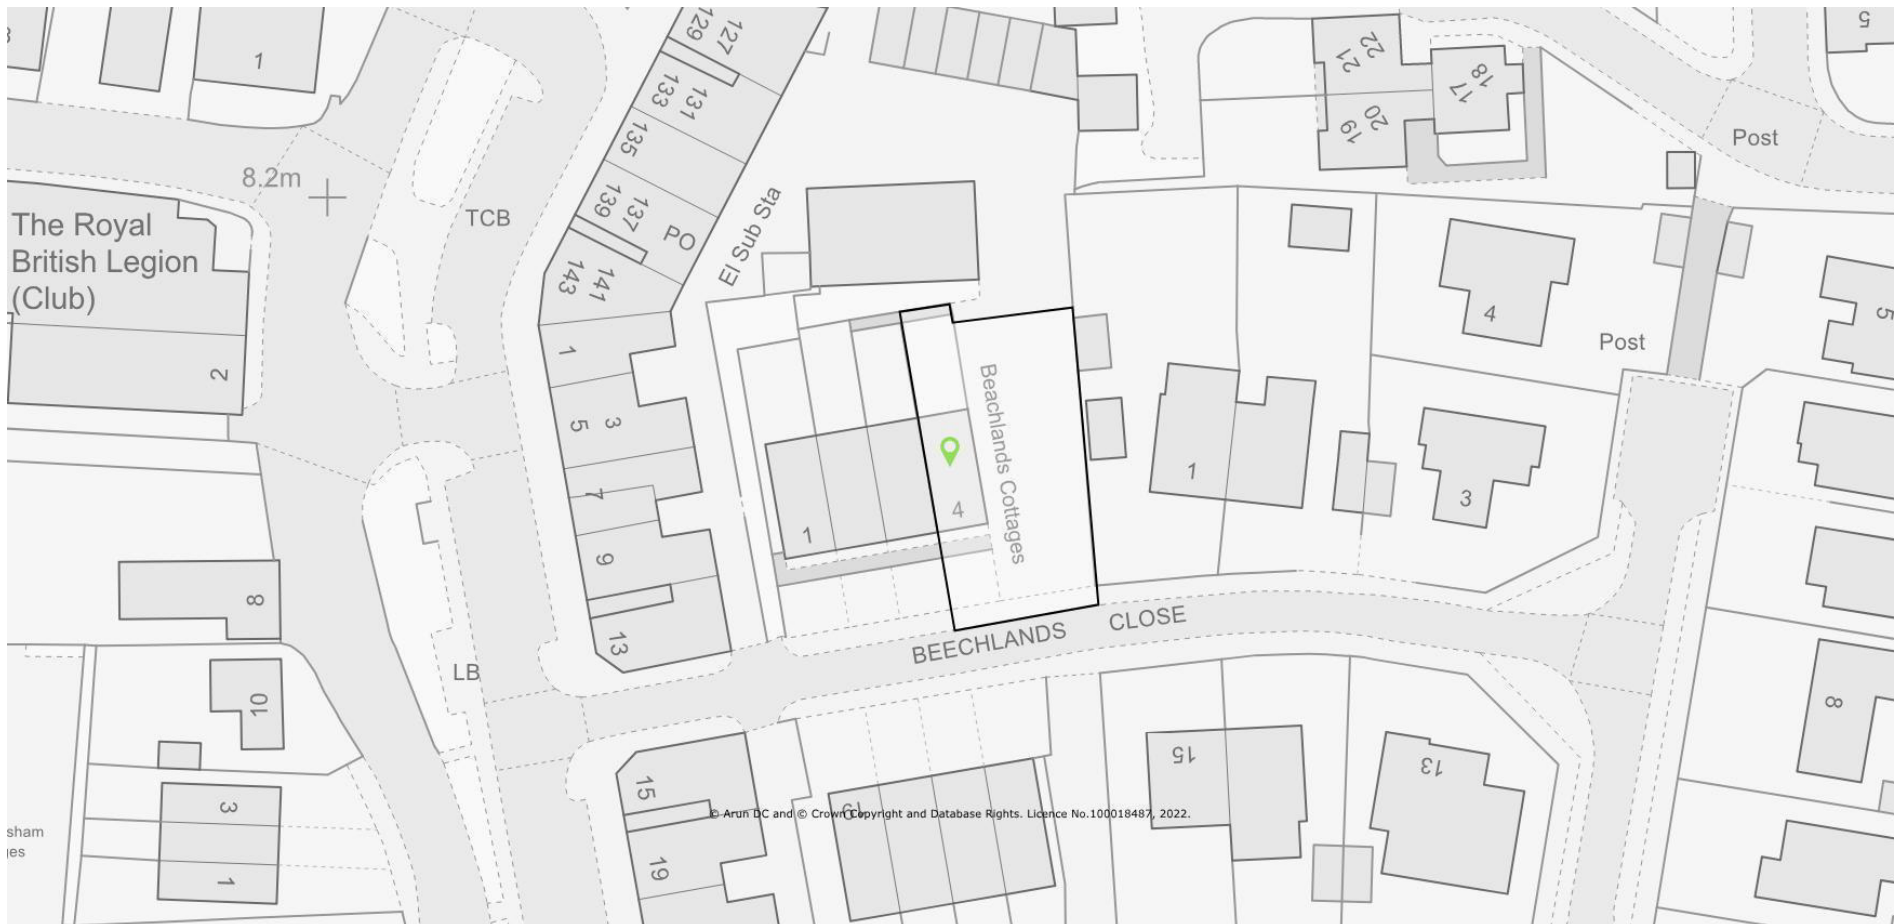 1
129
127
133
131
135
139
137
PO
143
141
8.2m
TCB
The Royal
British Legion
(Club)
2
El Sub Sta
22
21
18
17
20
19
5
Post
4
Post
5
1
3
5
7
9
13
1
4
Beachlands Cottages
1
3
8
10
LB
BEECHLANDS CLOSE
15
19
19
15
13
8
3
1
sham
ges
© Arun DC and © Crown Copyright and Database Rights. Licence No.100018487, 2022.